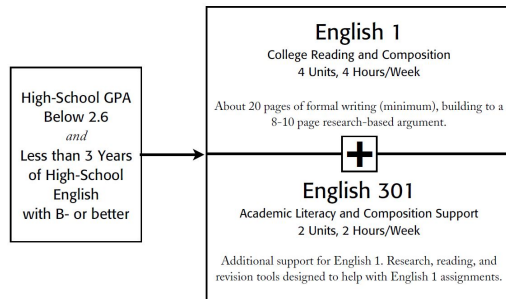 High-School GPA
Below 2.6
and
Less than 3 Years
of High-School
English
with B- or better
English 1
College Reading and Composition
4 Units, 4 Hours/Week
About 20 pages of formal writing (minimum), building to a
8-10 page research-based argument.
+
English 301
Academic Literacy and Composition Support
2 Units, 2 Hours/Week
Additional support for English 1. Research, reading, and
revision tools designed to help with English 1 assignments.